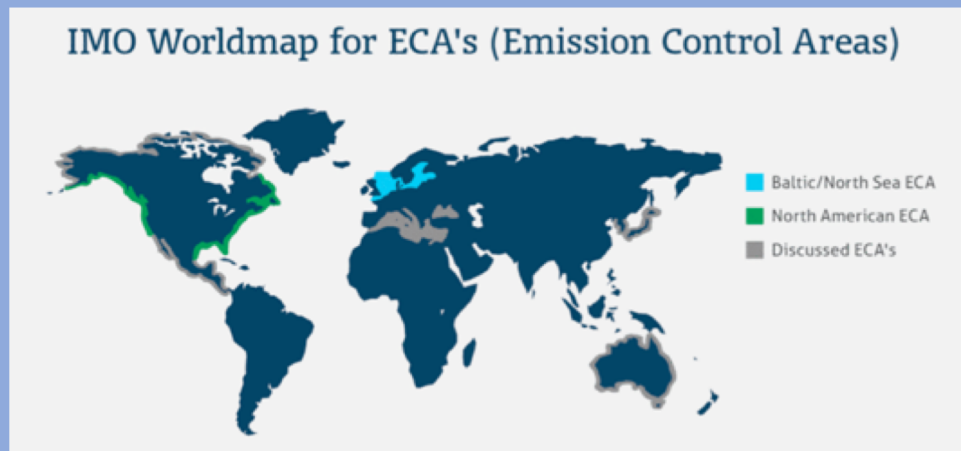 IMO Worldmap for ECA's (Emission Control Areas)
Baltic/North Sea ECA
North American ECA
Discussed ECA's